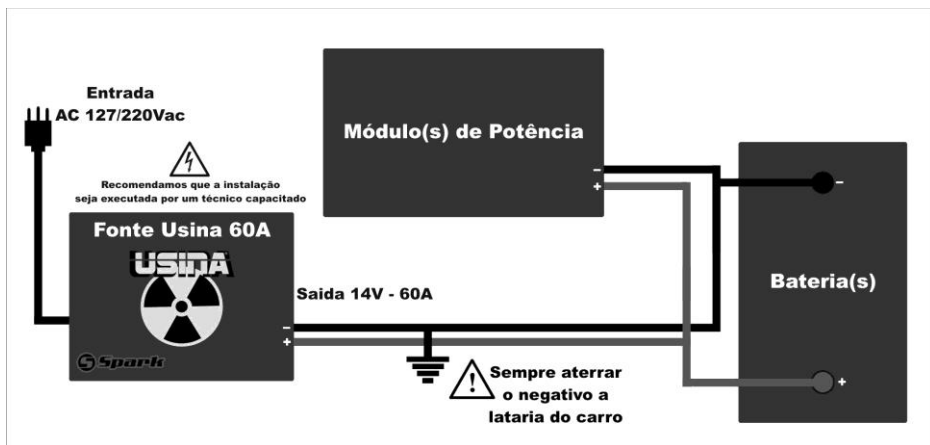 Entrada
AC 127/220Vac
Recomendamos que a instalação
seja executada por um técnico capacitado
Fonte Usina 60A
USINA
Spark
Saida 14V - 60A
-
+
Módulo(s) de Potência
-
+
Bateria(s)
-
+
Sempre aterrar
o negativo a
lataria do carro